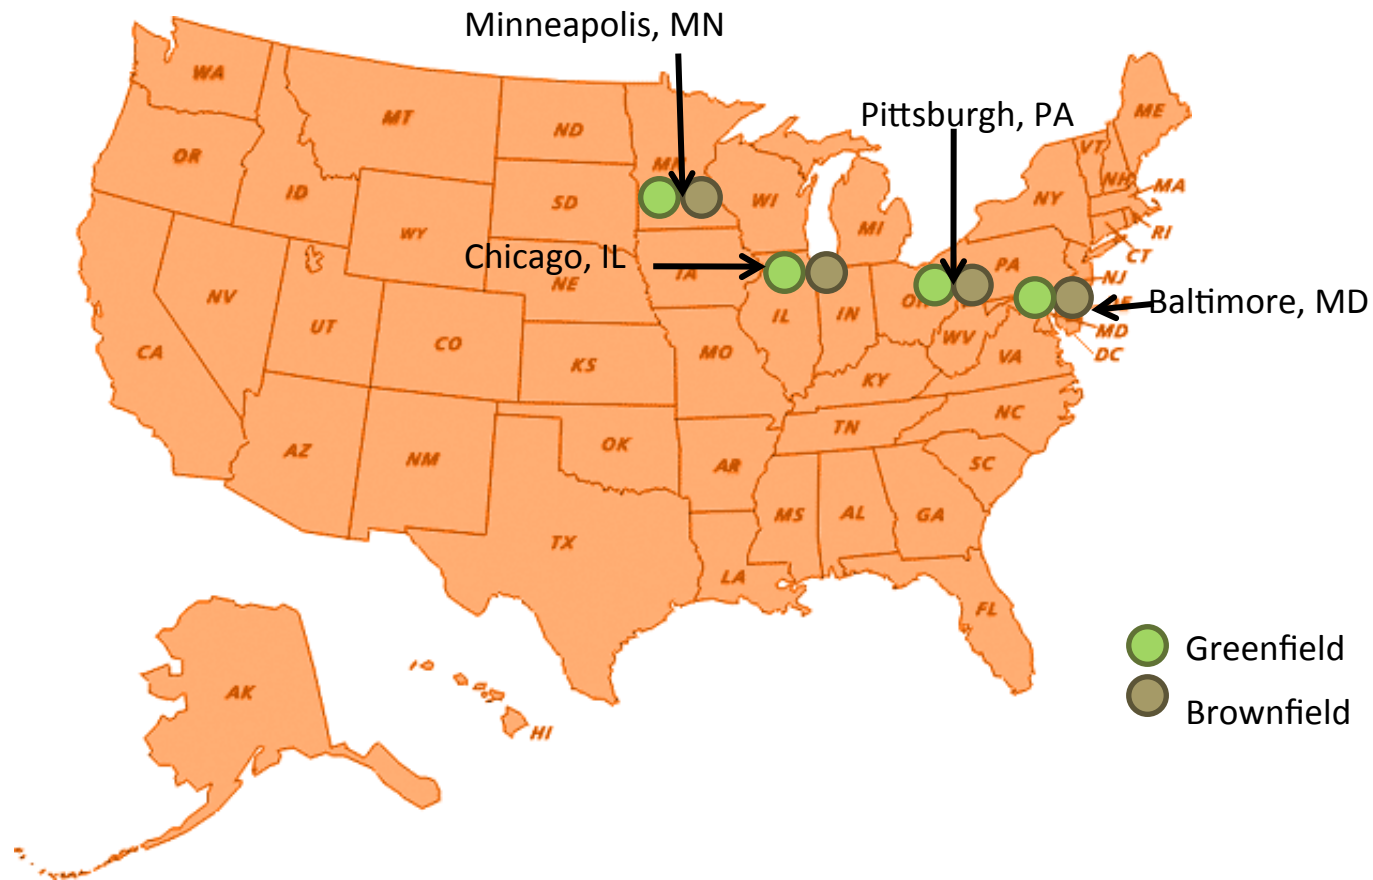 Minneapolis, MN
Pittsburgh, PA
WA
MT
ND
ME
OR
VT
MN
ID
NH
MA
SD
WI
NY
WY
MI
RI
Chicago, IL
CT
IA
PA
NJ
NE
NV
DE
Baltimore, MD
OH
IL
IN
UT
MD
WV
CO
CA
MO
DC
VA
KS
KY
NC
TN
OK
AZ
NM
AR
SC
MS
AL
GA
TX
LA
FL
Greenfield
AK
Brownfield
HI